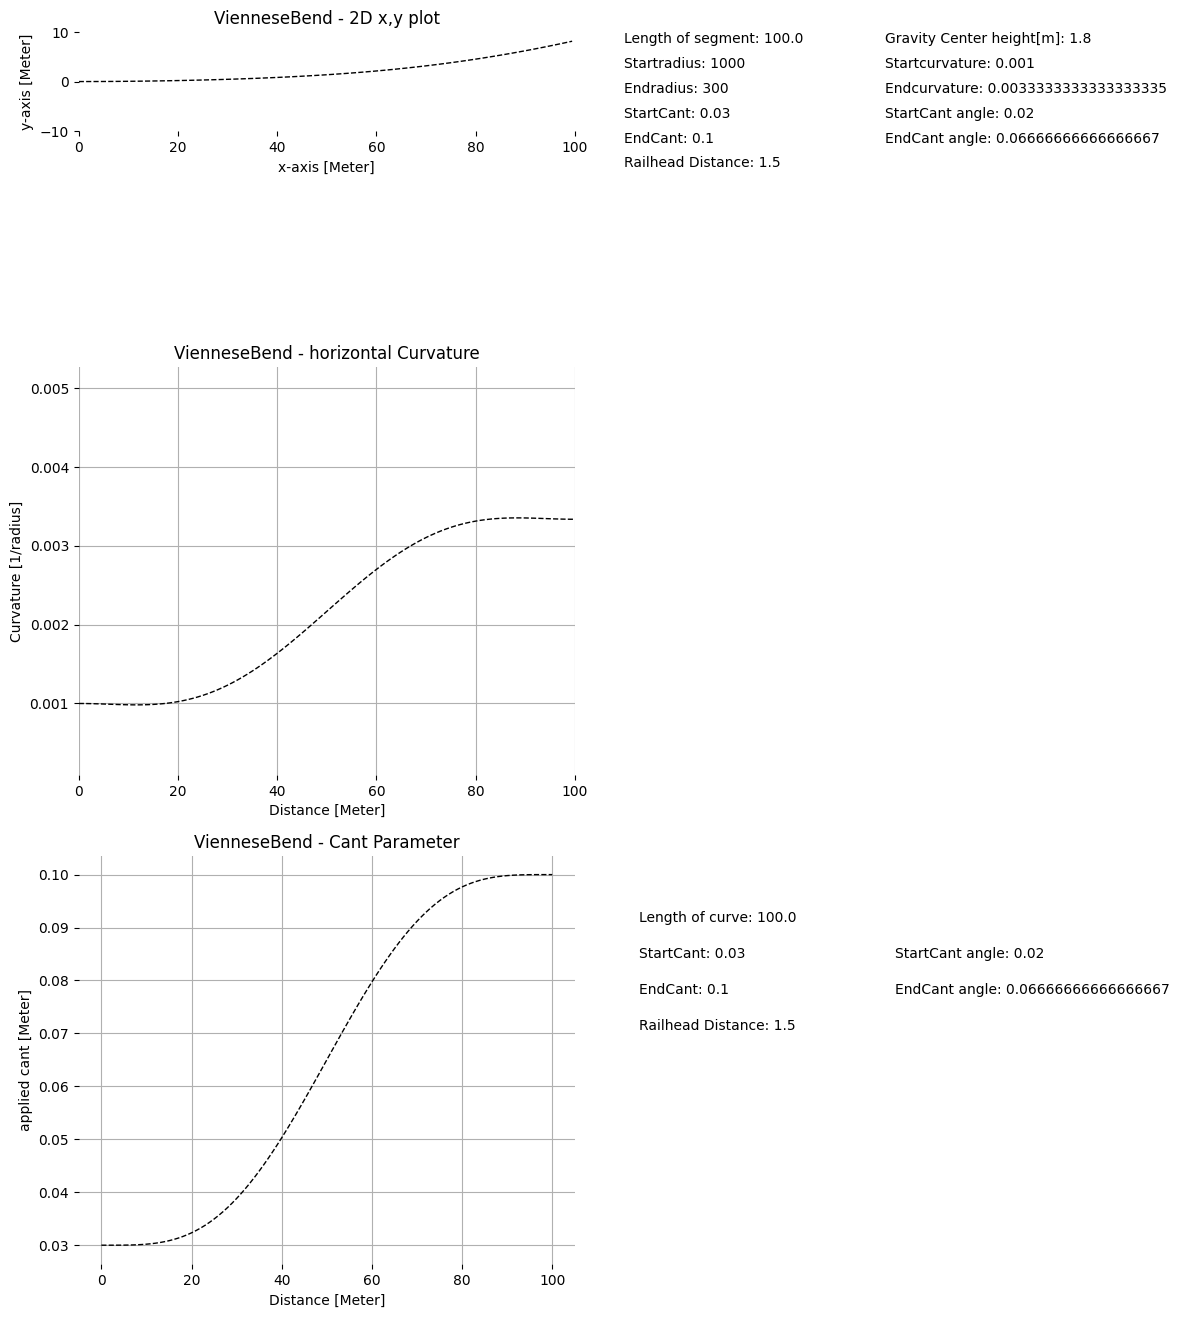 VienneseBend - 2D x,y plot
10
0
−10
y-axis [Meter]
0 20 40 60 80 100
x-axis [Meter]
Length of segment: 100.0 Gravity Center height[m]: 1.8
Startradius: 1000 Startcurvature: 0.001
Endradius: 300 Endcurvature: 0.0033333333333333335
StartCant: 0.03 StartCant angle: 0.02
EndCant: 0.1 EndCant angle: 0.06666666666666667
Railhead Distance: 1.5
VienneseBend - horizontal Curvature
0.005
0.004
0.003
0.002
0.001
Curvature [1/radius]
0 20 40 60 80 100
Distance [Meter]
VienneseBend - Cant Parameter
0.10
0.09
0.08
0.07
0.06
0.05
0.04
0.03
applied cant [Meter]
0 20 40 60 80 100
Distance [Meter]
Length of curve: 100.0
StartCant: 0.03 StartCant angle: 0.02
EndCant: 0.1 EndCant angle: 0.06666666666666667
Railhead Distance: 1.5